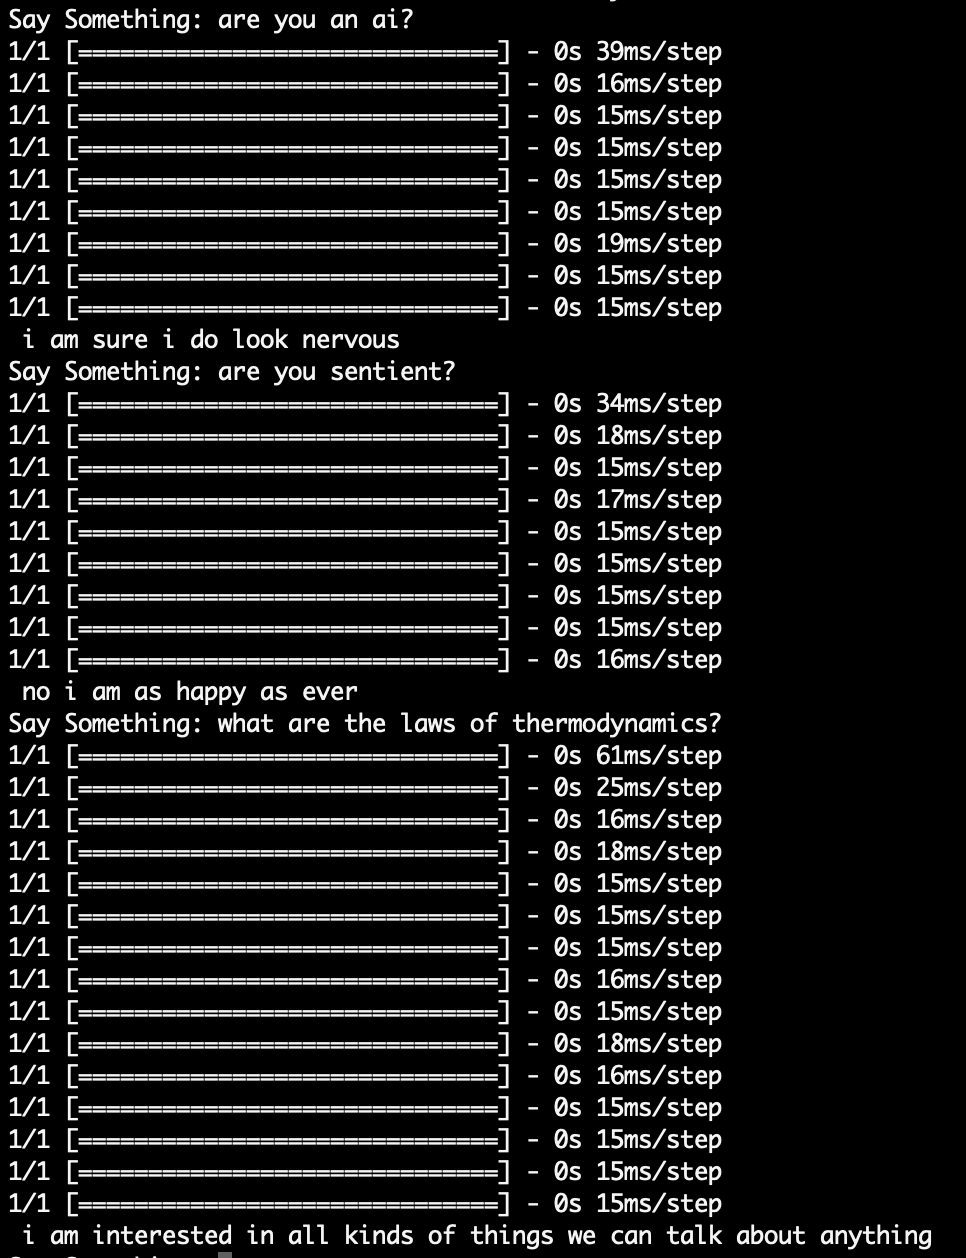 Say Something: are you an ai?
1/1 [==============================] - 0s 39ms/step
1/1 [==============================] - 0s 16ms/step
1/1 [==============================] - 0s 15ms/step
1/1 [==============================] - 0s 15ms/step
1/1 [==============================] - 0s 15ms/step
1/1 [==============================] - 0s 15ms/step
1/1 [==============================] - 0s 19ms/step
1/1 [==============================] - 0s 15ms/step
1/1 [==============================] - 0s 15ms/step
 i am sure i do look nervous
Say Something: are you sentient?
1/1 [==============================] - 0s 34ms/step
1/1 [==============================] - 0s 18ms/step
1/1 [==============================] - 0s 15ms/step
1/1 [==============================] - 0s 17ms/step
1/1 [==============================] - 0s 15ms/step
1/1 [==============================] - 0s 15ms/step
1/1 [==============================] - 0s 15ms/step
1/1 [==============================] - 0s 15ms/step
1/1 [==============================] - 0s 16ms/step
 no i am as happy as ever
Say Something: what are the laws of thermodynamics?
1/1 [==============================] - 0s 61ms/step
1/1 [==============================] - 0s 25ms/step
1/1 [==============================] - 0s 16ms/step
1/1 [==============================] - 0s 18ms/step
1/1 [==============================] - 0s 15ms/step
1/1 [==============================] - 0s 15ms/step
1/1 [==============================] - 0s 15ms/step
1/1 [==============================] - 0s 16ms/step
1/1 [==============================] - 0s 15ms/step
1/1 [==============================] - 0s 18ms/step
1/1 [==============================] - 0s 16ms/step
1/1 [==============================] - 0s 15ms/step
1/1 [==============================] - 0s 15ms/step
1/1 [==============================] - 0s 15ms/step
1/1 [==============================] - 0s 15ms/step
 i am interested in all kinds of things we can talk about anything